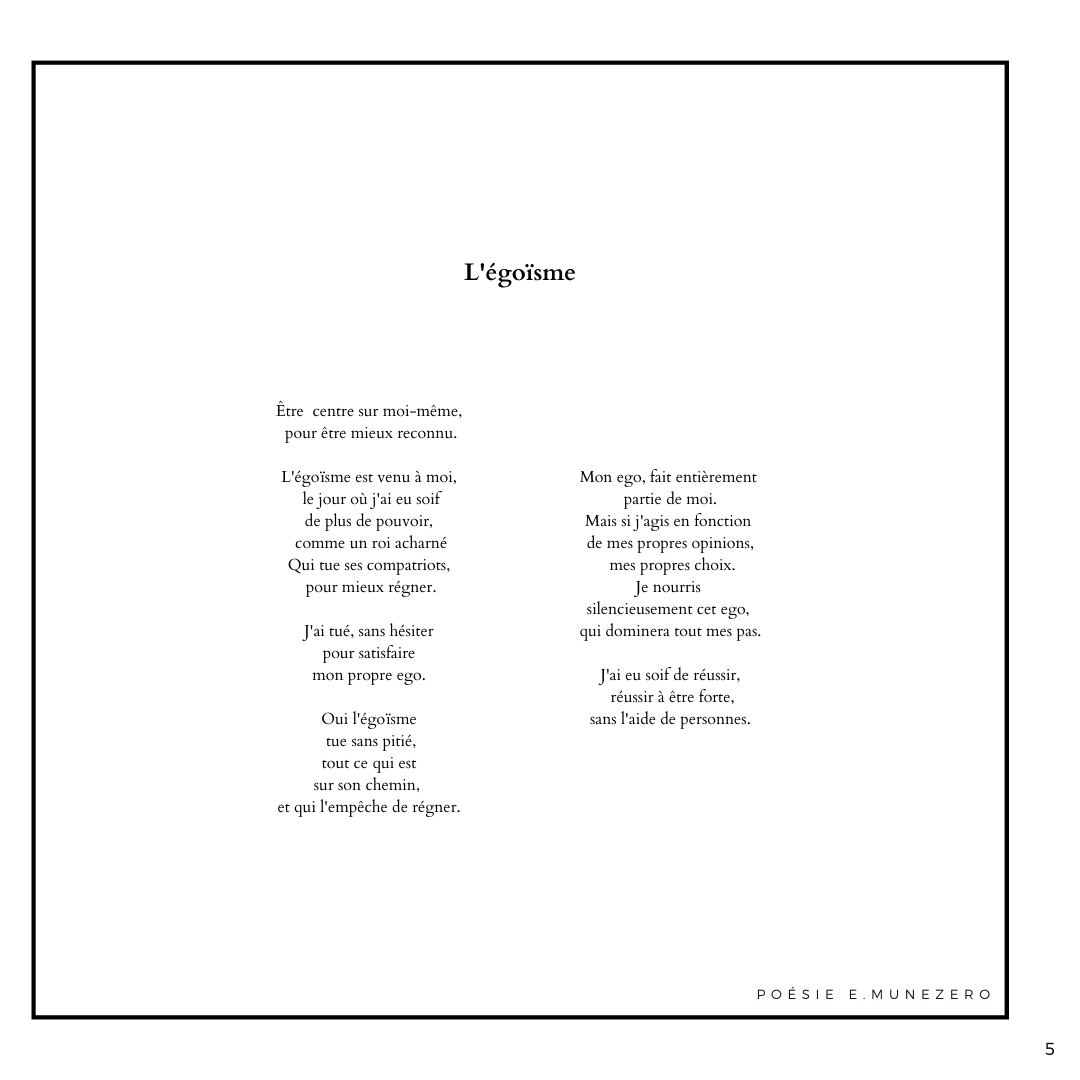 L'égoïsme
Être  centre sur moi-même,
pour être mieux reconnu.
L'égoïsme est venu à moi,
le jour où j'ai eu soif
de plus de pouvoir,
comme un roi acharné
Qui tue ses compatriots,
pour mieux régner.
J'ai tué, sans hésiter
pour satisfaire
mon propre ego.
Oui l'égoïsme
tue sans pitié,
tout ce qui est
sur son chemin,
et qui l'empêche de régner.
Mon ego, fait entièrement
partie de moi.
Mais si j'agis en fonction
de mes propres opinions,
mes propres choix.
Je nourris
silencieusement cet ego,
qui dominera tout mes pas.
J'ai eu soif de réussir,
réussir à être forte,
sans l'aide de personnes.
POÉSIE E.MUNEZERO
5